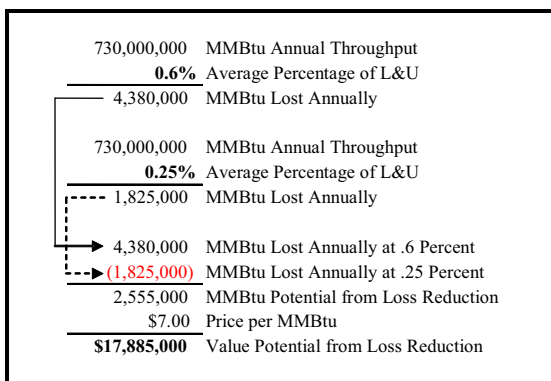 730,000,000 MMBtu Annual Throughput
0.6% Average Percentage of L&U
4,380,000 MMBtu Lost Annually
730,000,000 MMBtu Annual Throughput
0.25% Average Percentage of L&U
1,825,000 MMBtu Lost Annually
4,380,000 MMBtu Lost Annually at .6 Percent
(1,825,000) MMBtu Lost Annually at .25 Percent
2,555,000 MMBtu Potential from Loss Reduction
$7.00 Price per MMBtu
$17,885,000 Value Potential from Loss Reduction